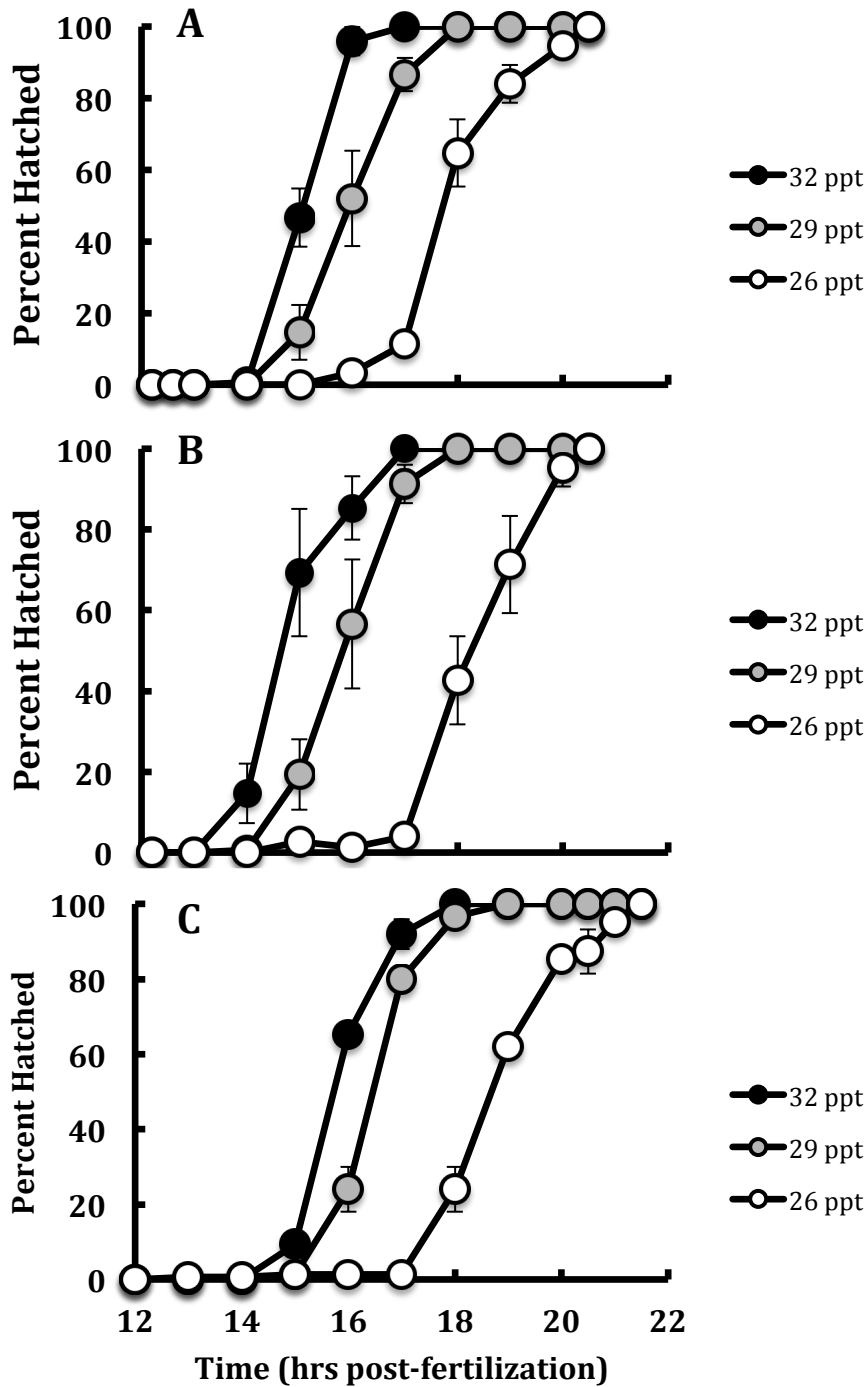 A
100
80
60
40
20
0
Percent Hatched
32 ppt
29 ppt
26 ppt
B
100
80
60
40
20
0
Percent Hatched
32 ppt
29 ppt
26 ppt
C
100
80
60
40
20
0
Percent Hatched
32 ppt
29 ppt
26 ppt
12 14 16 18 20 22
Time (hrs post-fertilization)